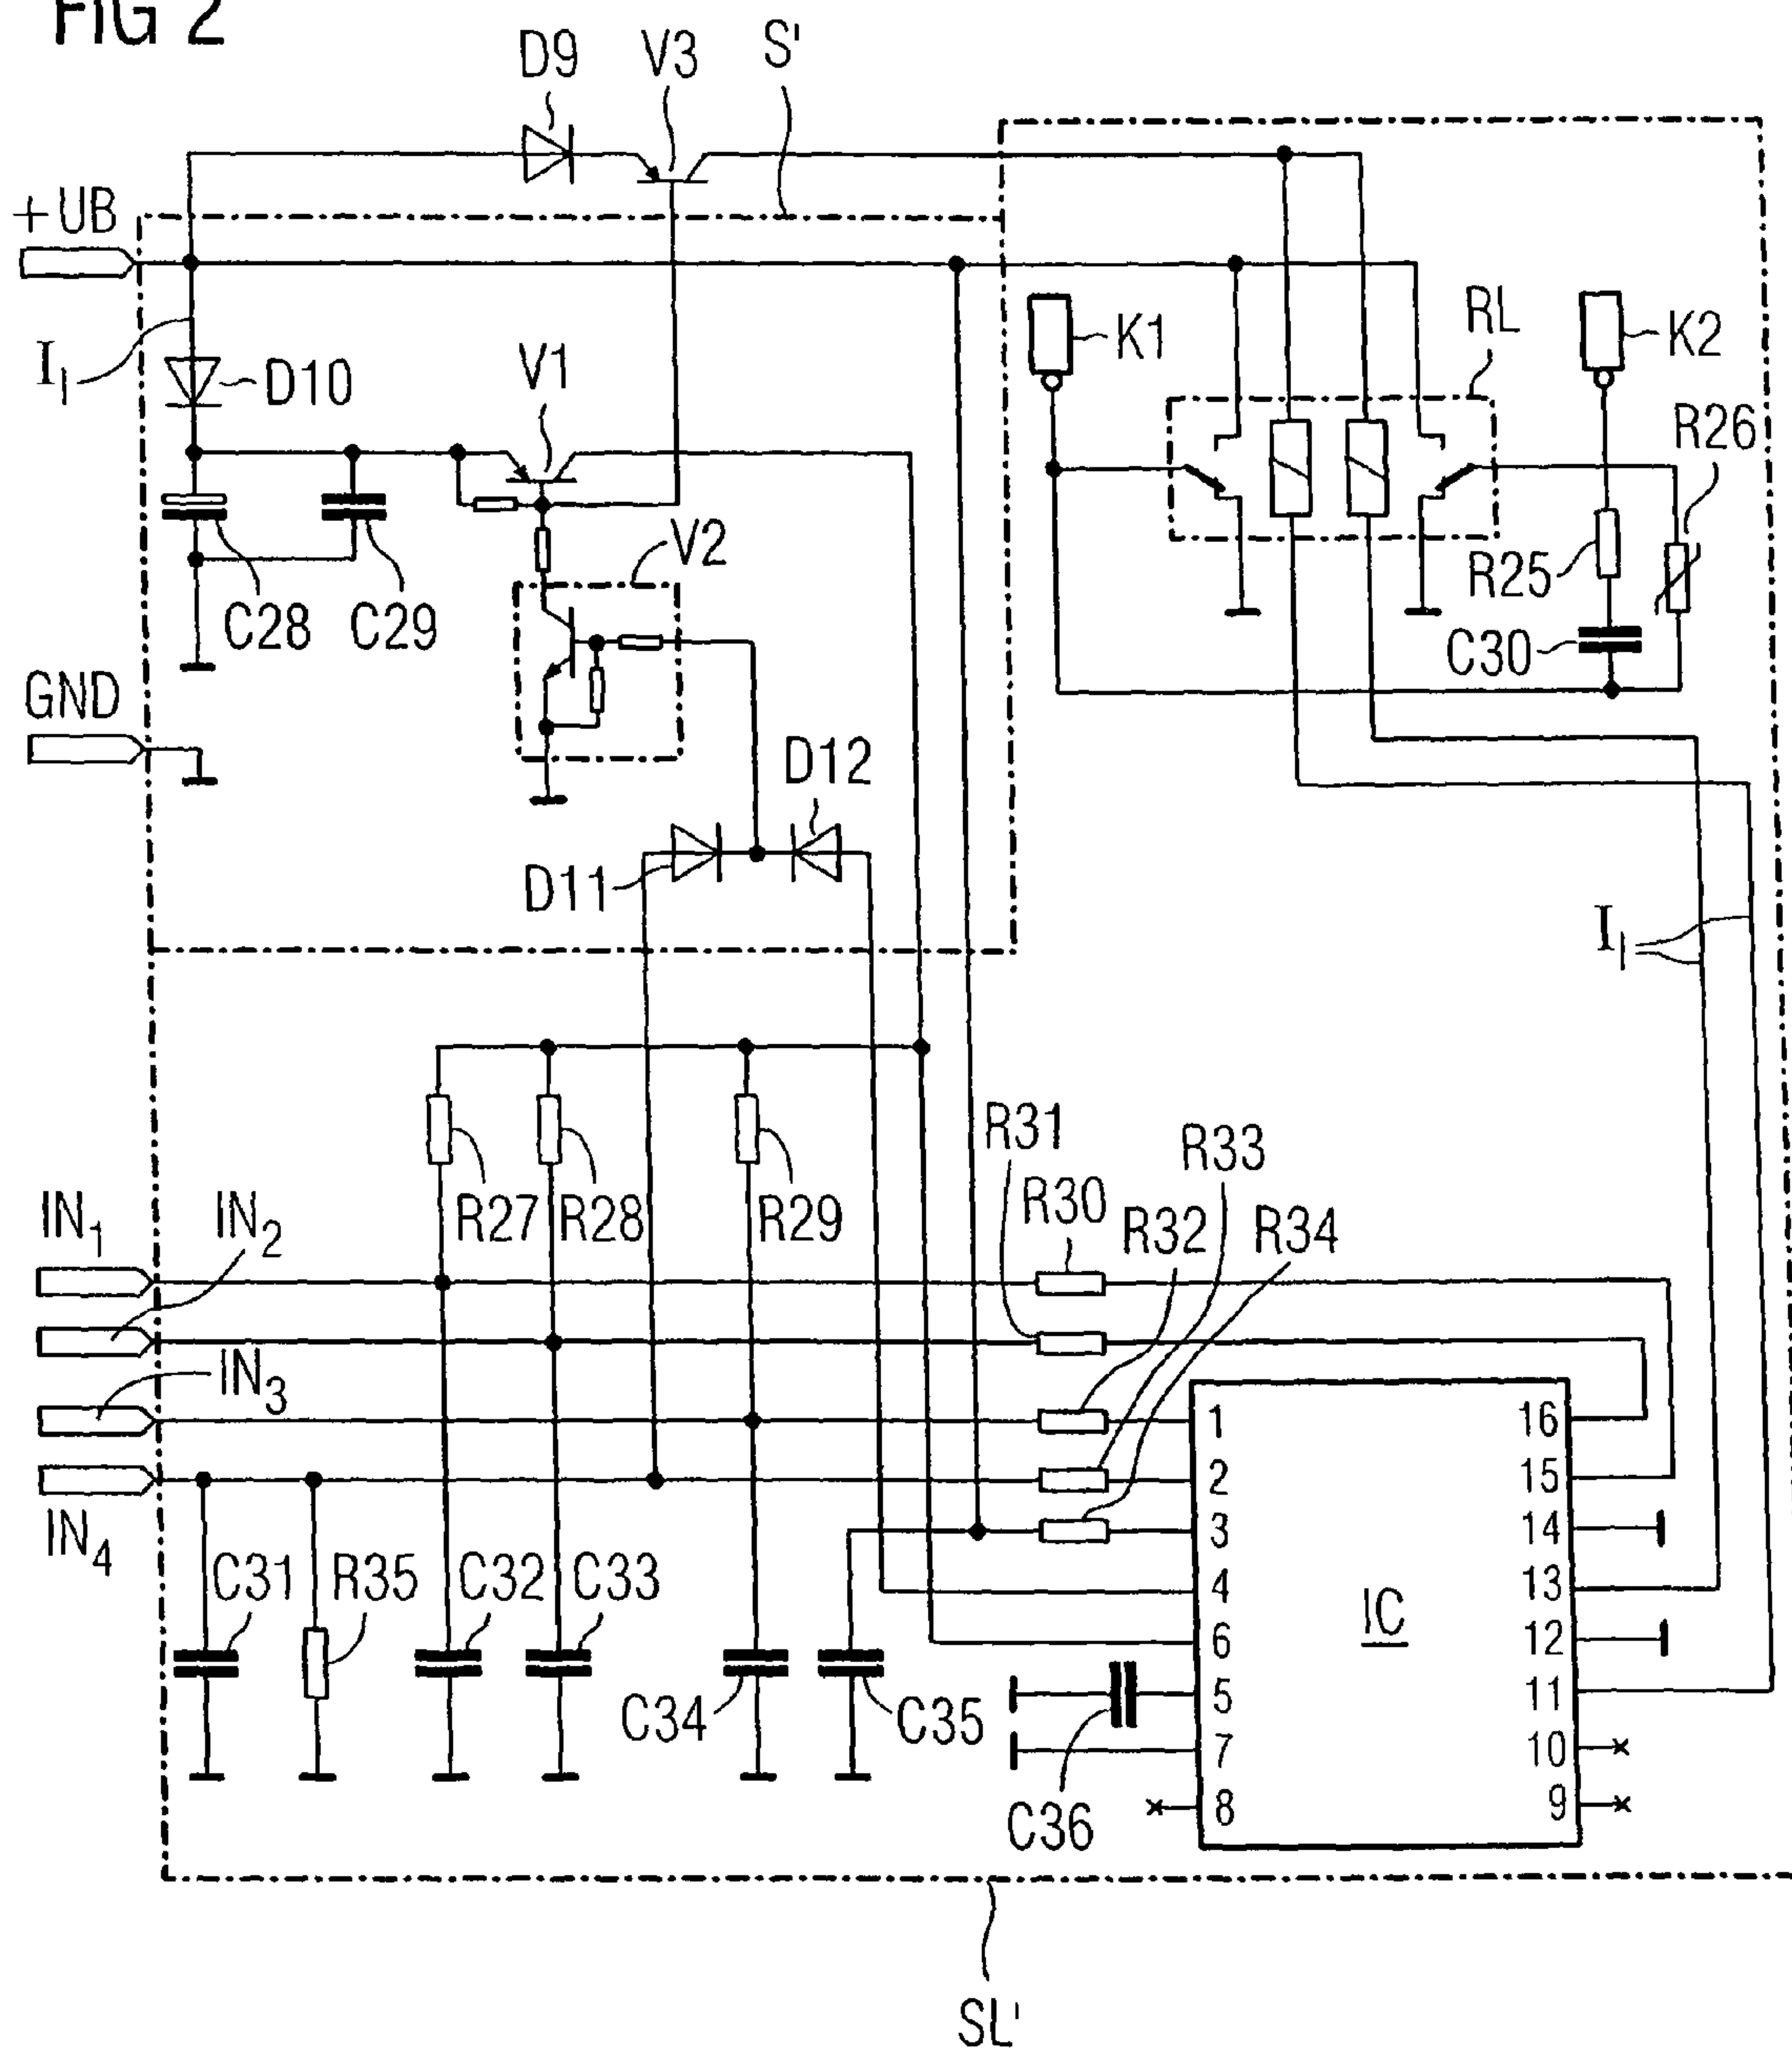 FIG 2
D9
V3
S'
+UB
I₁
D10
V1
K1
RL
K2
R26
V2
C28
C29
R25
C30
GND
D12
D11
I₁
R27
R28
R29
R31
R30
R33
R32
R34
IN₁
IN₂
IN₃
IN₄
1
16
2
15
3
14
4
13
IC
6
12
5
11
7
10
8
9
C31
R35
C32
C33
C34
C35
C36
SL'